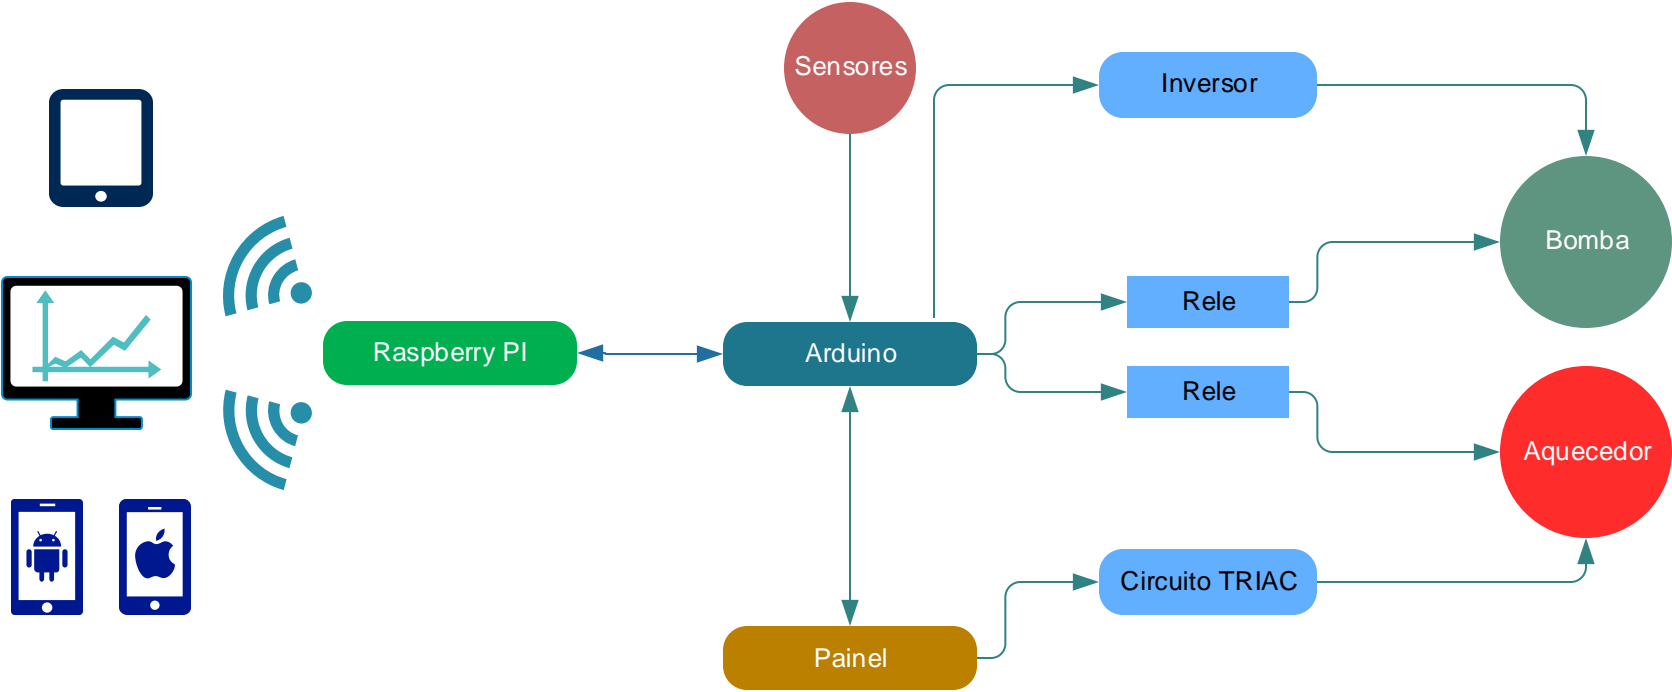 Sensores
Inversor
Bomba
Rele
Raspberry PI
Arduino
Rele
Aquecedor
Circuito TRIAC
Painel